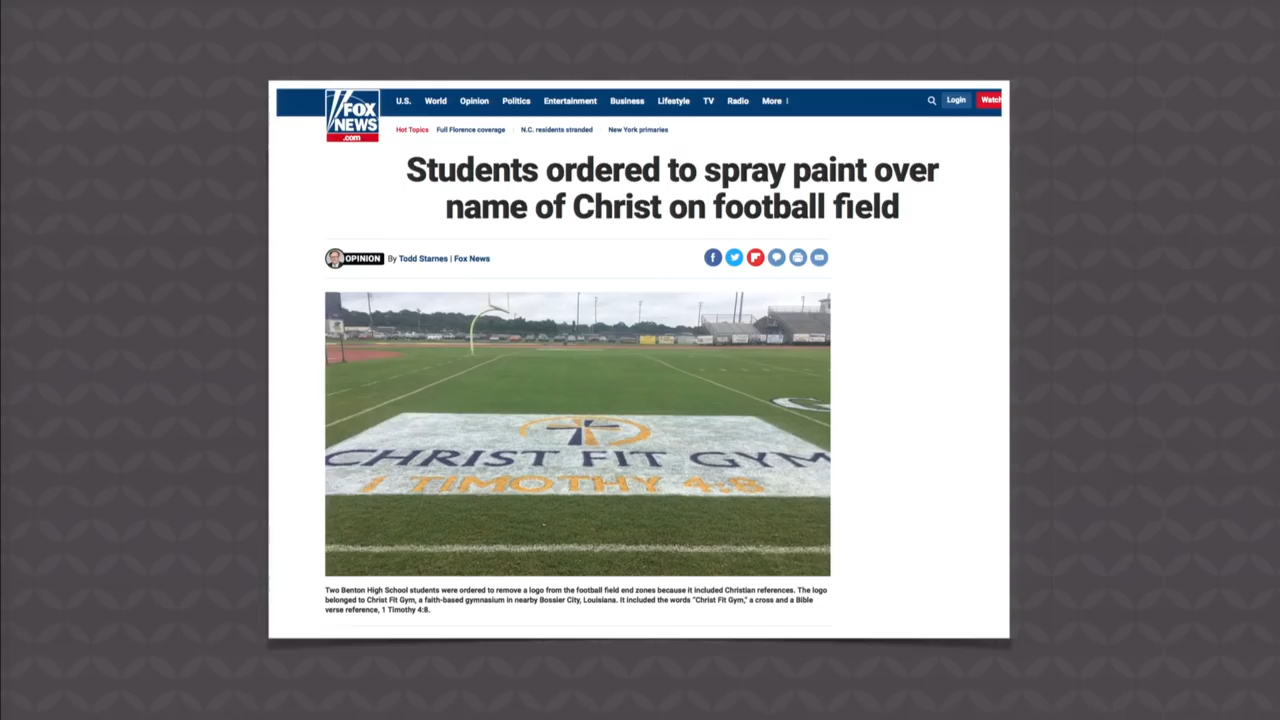 FOX
NEWS
.com
U.S. World Opinion Politics Entertainment Business Lifestyle TV Radio More Login Watch
Hot Topics Full Florence coverage N.C. residents stranded New York primaries
Students ordered to spray paint over
name of Christ on football field
OPINION By Todd Starnes | Fox News
CHRIST FIT GYM
1 TIMOTHY 4:8
Two Benton High School students were ordered to remove a logo from the football field end zones because it included Christian references. The logo
belonged to Christ Fit Gym, a faith-based gymnasium in nearby Bossier City, Louisiana. It included the words "Christ Fit Gym," a cross and a Bible
verse reference, 1 Timothy 4:8.